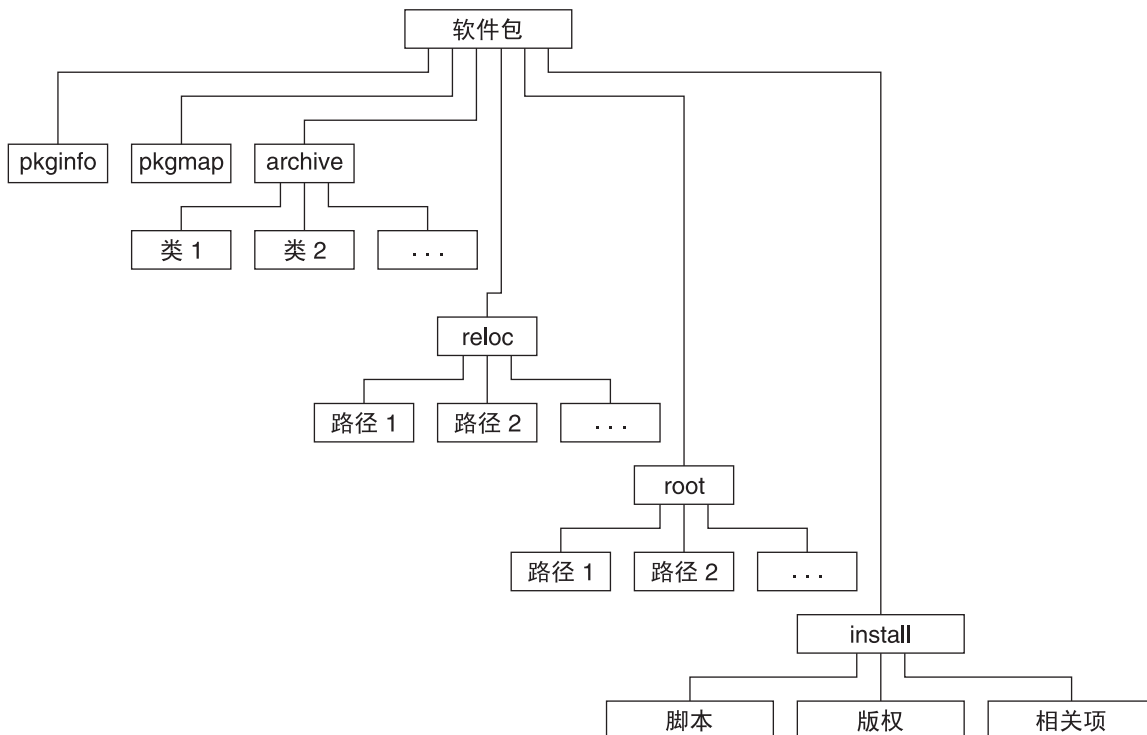 软件包
pkginfo
pkgmap
archive
类 1
类 2
. . .
reloc
路径 1
路径 2
. . .
root
路径 1
路径 2
. . .
install
脚本
版权
相关项